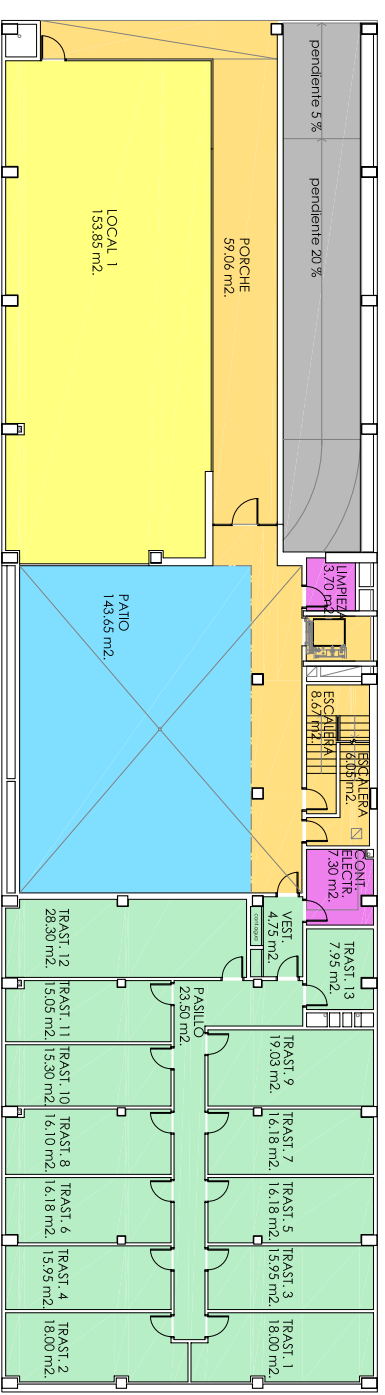 pendiente 5 %
pendiente 20 %
LOCAL 1
153.85 m2.
PORCHE
59.06 m2.
LIMPIEZA
3.70 m2.
PATIO
143.65 m2.
ESCALERA
8.67 m2.
ESCALERA
6.05 m2.
CONT.
ELECTR.
7.30 m2.
VEST.
4.75 m2.
cont.agua
TRAST. 13
7.95 m2.
TRAST. 12
28.30 m2.
PASILLO
23.50 m2.
TRAST. 11
15.05 m2.
TRAST. 9
19.03 m2.
TRAST. 10
15.30 m2.
TRAST. 7
16.18 m2.
TRAST. 8
16.10 m2.
TRAST. 5
16.18 m2.
TRAST. 6
16.18 m2.
TRAST. 3
15.95 m2.
TRAST. 4
15.95 m2.
TRAST. 1
18.00 m2.
TRAST. 2
18.00 m2.